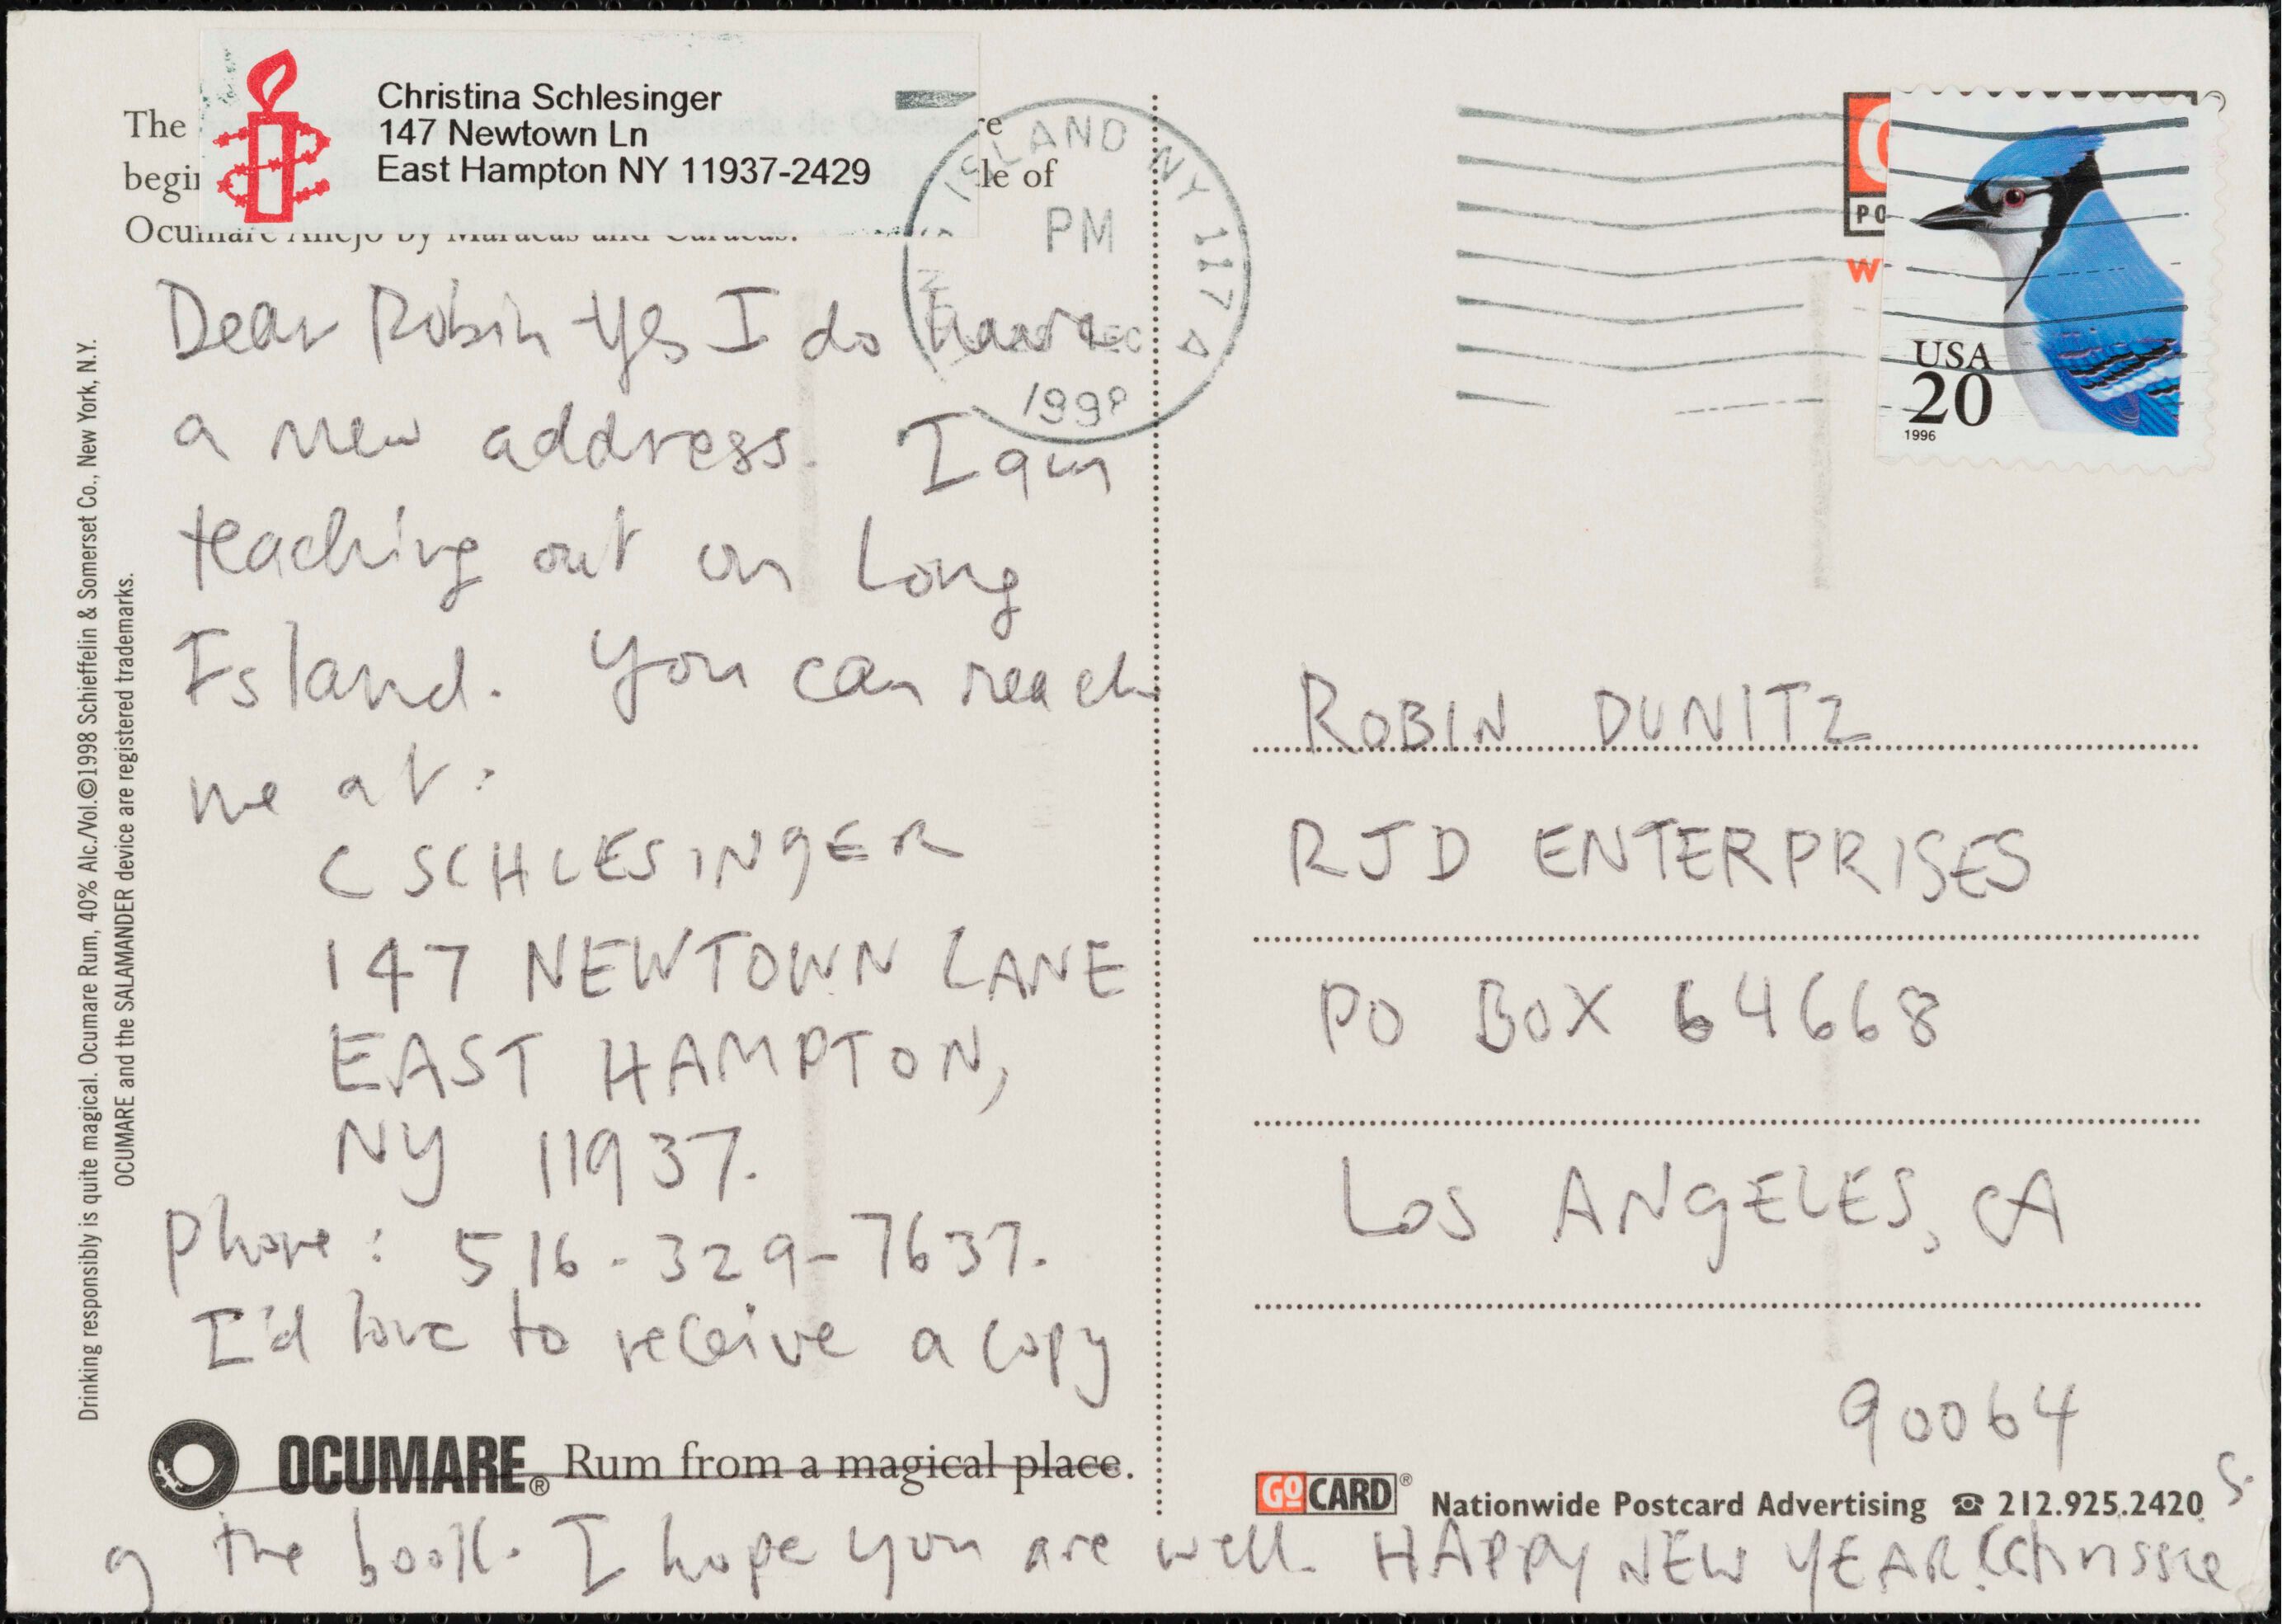 The
begin
re
le of
Ocumare Añejo by Maracas and Caracas.
Christina Schlesinger
147 Newtown Ln
East Hampton NY 11937-2429
ISLAND NY 117
PM
DEC
1998
PO
W
USA
20
1996
Dear Robin Yes I do have
a new address. I am
teaching out on Long
Island. You can reach
me at:
C SCHLESINGER
147 NEWTOWN LANE
EAST HAMPTON,
NY 11937.
Phone: 516-329-7637.
I'd love to receive a copy
OCUMARE® Rum from a magical place.
of the book. I hope you are well. HAPPY NEW YEAR. Chrissie
S.
Drinking responsibly is quite magical. Ocumare Rum, 40% Alc./Vol.©1998 Schieffelin & Somerset Co., New York, N.Y.
OCUMARE and the SALAMANDER device are registered trademarks.
ROBIN DUNITZ
RJD ENTERPRISES
PO BOX 64668
LOS ANGELES, CA
90064
GOCARD® Nationwide Postcard Advertising ☎ 212.925.2420